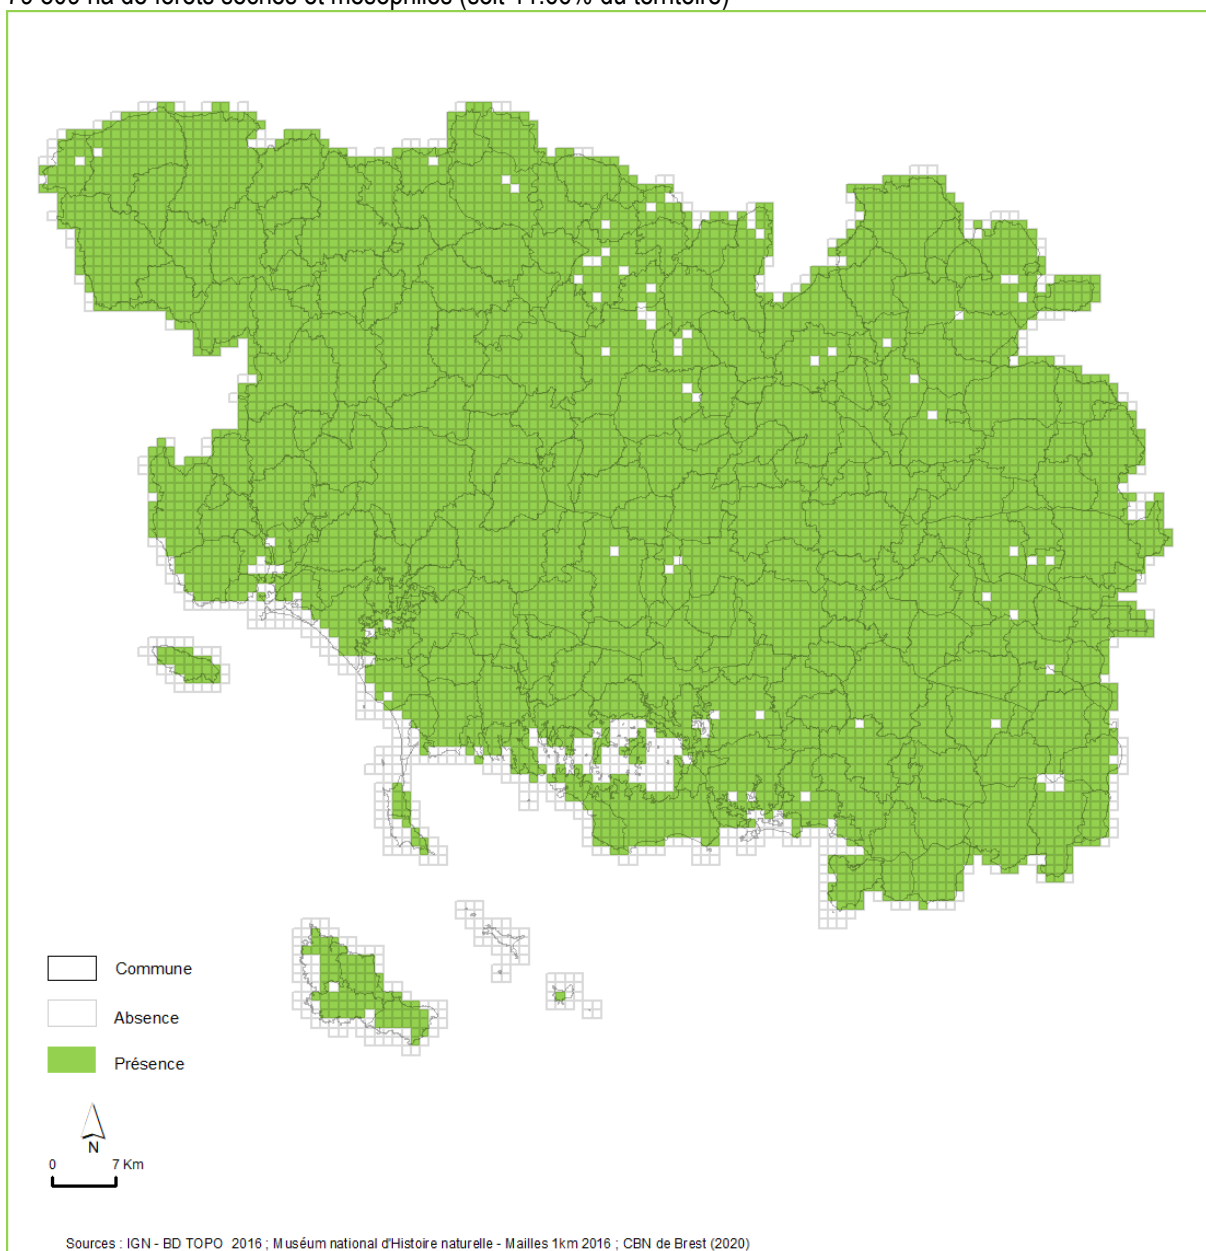 Commune
Absence
Présence
N
0 7 Km
Sources : IGN - BD TOPO 2016 ; Muséum national d'Histoire naturelle - Mailles 1km 2016 ; CBN de Brest (2020)